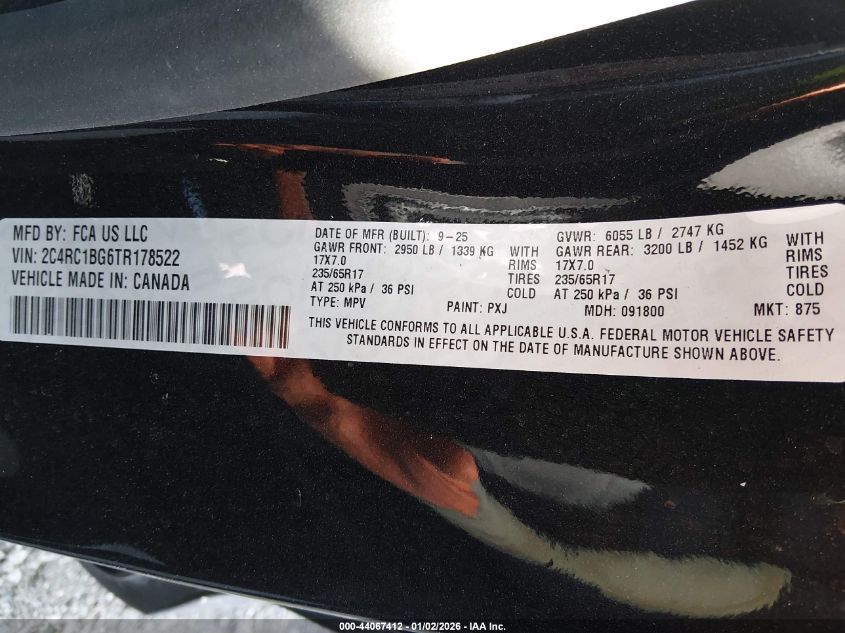 MFD BY: FCA US LLC
VIN: 2C4RC1BG6TR178522
VEHICLE MADE IN: CANADA
DATE OF MFR (BUILT): 9-25 GVWR: 6055 LB / 2747 KG
GAWR FRONT: 2950 LB / 1339 KG WITH GAWR REAR: 3200 LB / 1452 KG WITH
17X7.0 RIMS 17X7.0 RIMS
235/65R17 TIRES 235/65R17 TIRES
AT 250 kPa / 36 PSI COLD AT 250 kPa / 36 PSI COLD
TYPE: MPV PAINT: PXJ MDH: 091800 MKT: 875
THIS VEHICLE CONFORMS TO ALL APPLICABLE U.S.A. FEDERAL MOTOR VEHICLE SAFETY
STANDARDS IN EFFECT ON THE DATE OF MANUFACTURE SHOWN ABOVE.
000-44067412 - 01/02/2026 - IAA Inc.